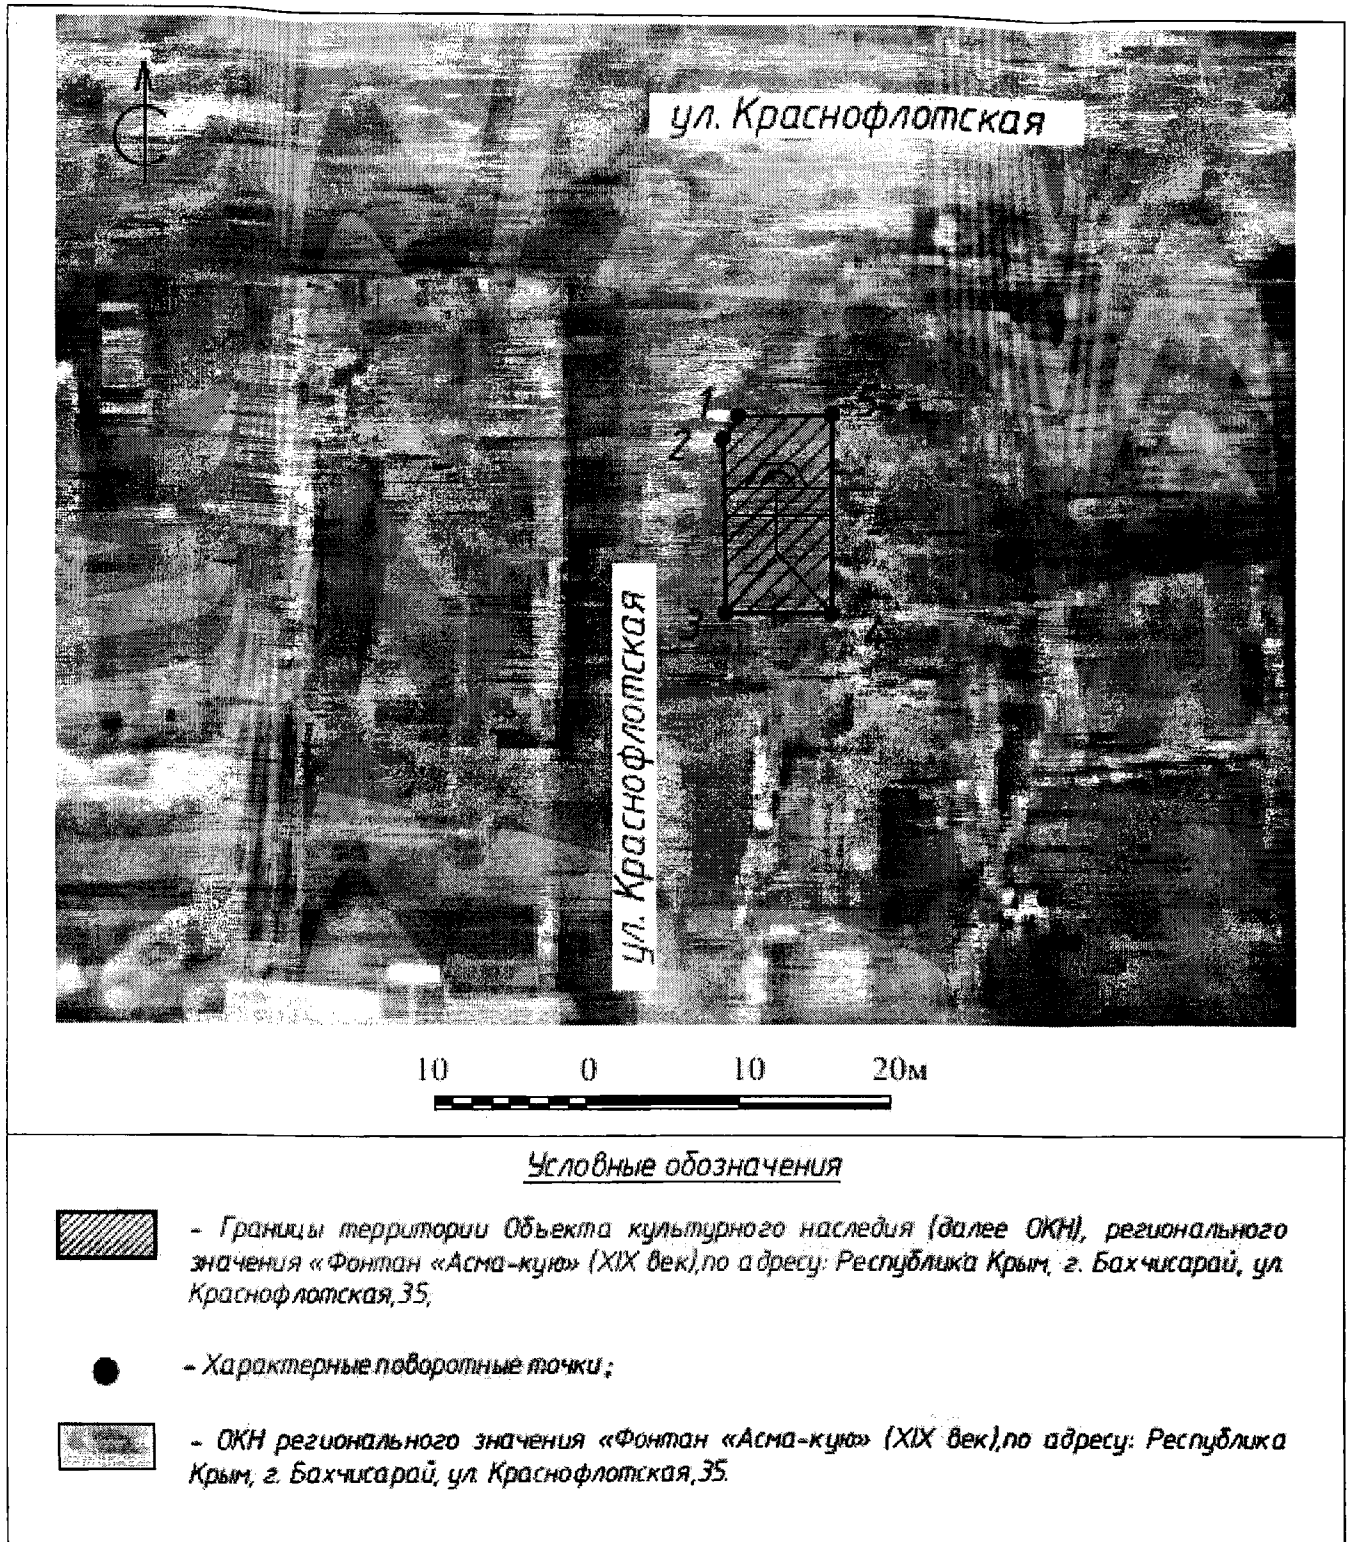 ул. Краснофлотская
1
5
2
3
4
ул. Краснофлотская
10 0 10 20м
Условные обозначения
- Границы территории Объекта культурного наследия (далее ОКН), регионального
значения «Фонтан «Асма-кую» (XIX век),по адресу: Республика Крым, г. Бахчисарай, ул.
Краснофлотская,35;
- Характерные поворотные точки;
- ОКН регионального значения «Фонтан «Асма-кую» (XIX век),по адресу: Республика
Крым, г. Бахчисарай, ул. Краснофлотская,35.